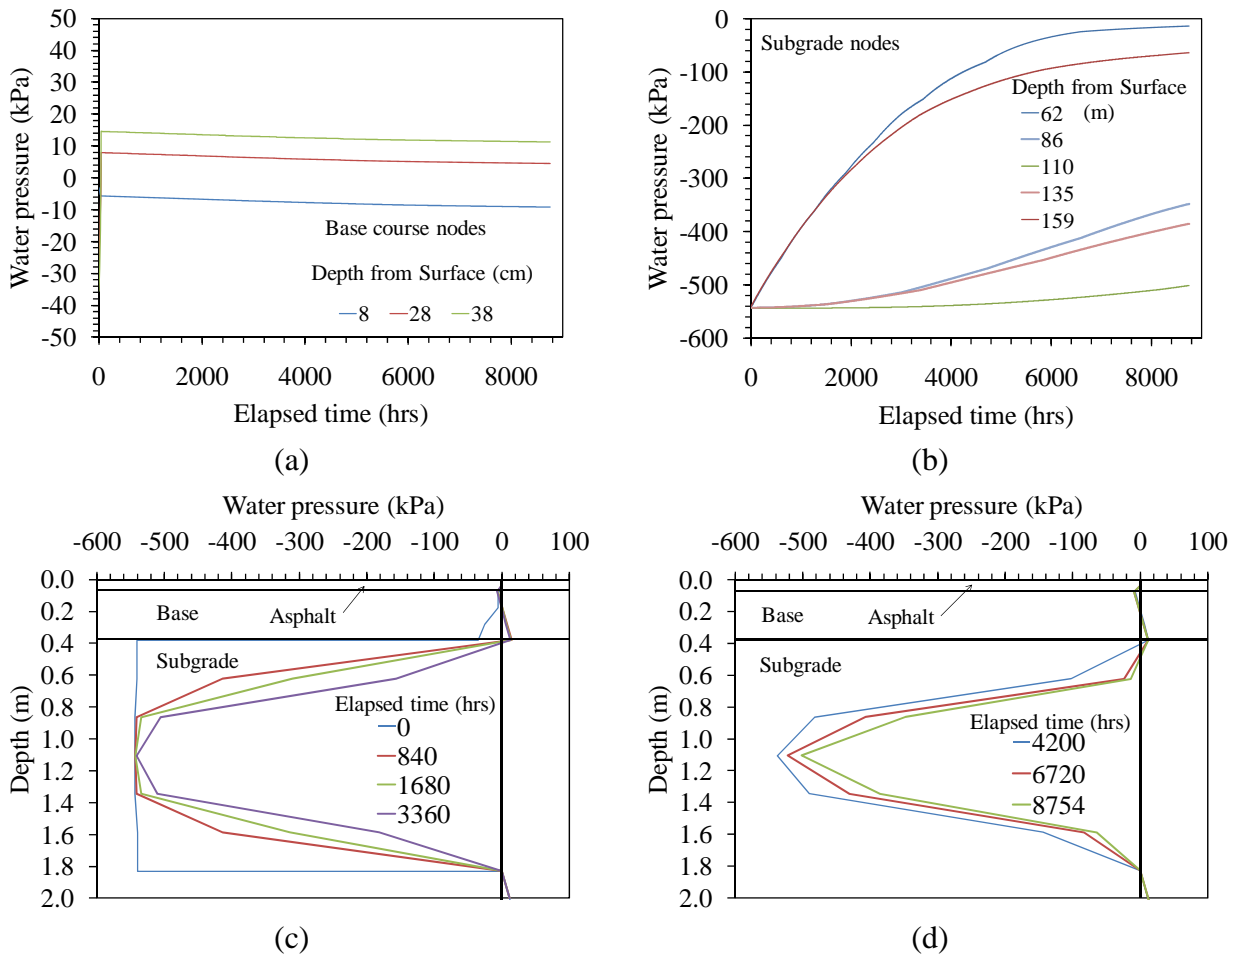 50
40
30
20
10
0
-10
-20
-30
-40
-50
Water pressure (kPa)
Base course nodes
Depth from Surface (cm)
8 28 38
0 2000 4000 6000 8000
Elapsed time (hrs)
(a)
0
-100
-200
-300
-400
-500
-600
Water pressure (kPa)
Subgrade nodes
Depth from Surface
62 (m)
86
110
135
159
0 2000 4000 6000 8000
Elapsed time (hrs)
(b)
Water pressure (kPa)
-600 -500 -400 -300 -200 -100 0 100
0.0
0.2
0.4
0.6
0.8
1.0
1.2
1.4
1.6
1.8
2.0
Depth (m)
Base
Asphalt
Subgrade
Elapsed time (hrs)
0
840
1680
3360
(c)
Water pressure (kPa)
-600 -500 -400 -300 -200 -100 0 100
0.0
0.2
0.4
0.6
0.8
1.0
1.2
1.4
1.6
1.8
2.0
Depth (m)
Base
Asphalt
Subgrade
Elapsed time (hrs)
4200
6720
8754
(d)